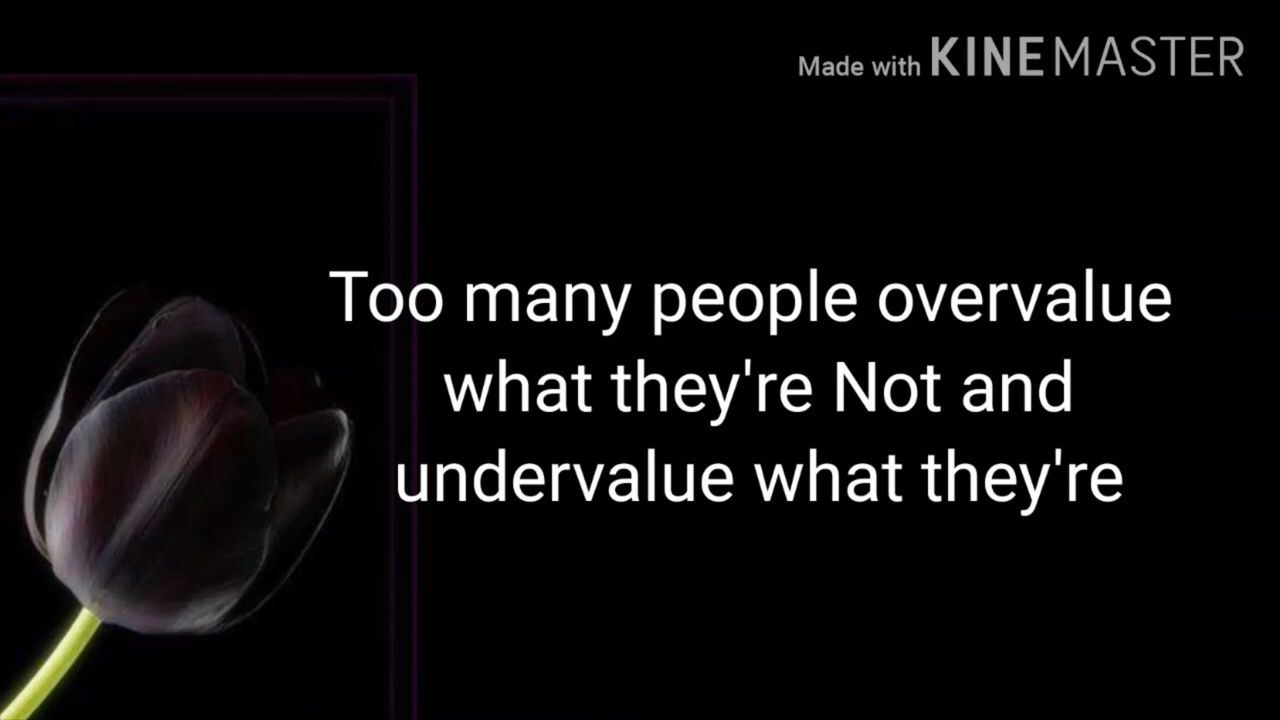 Made with KINEMASTER
Too many people overvalue
what they're Not and
undervalue what they're